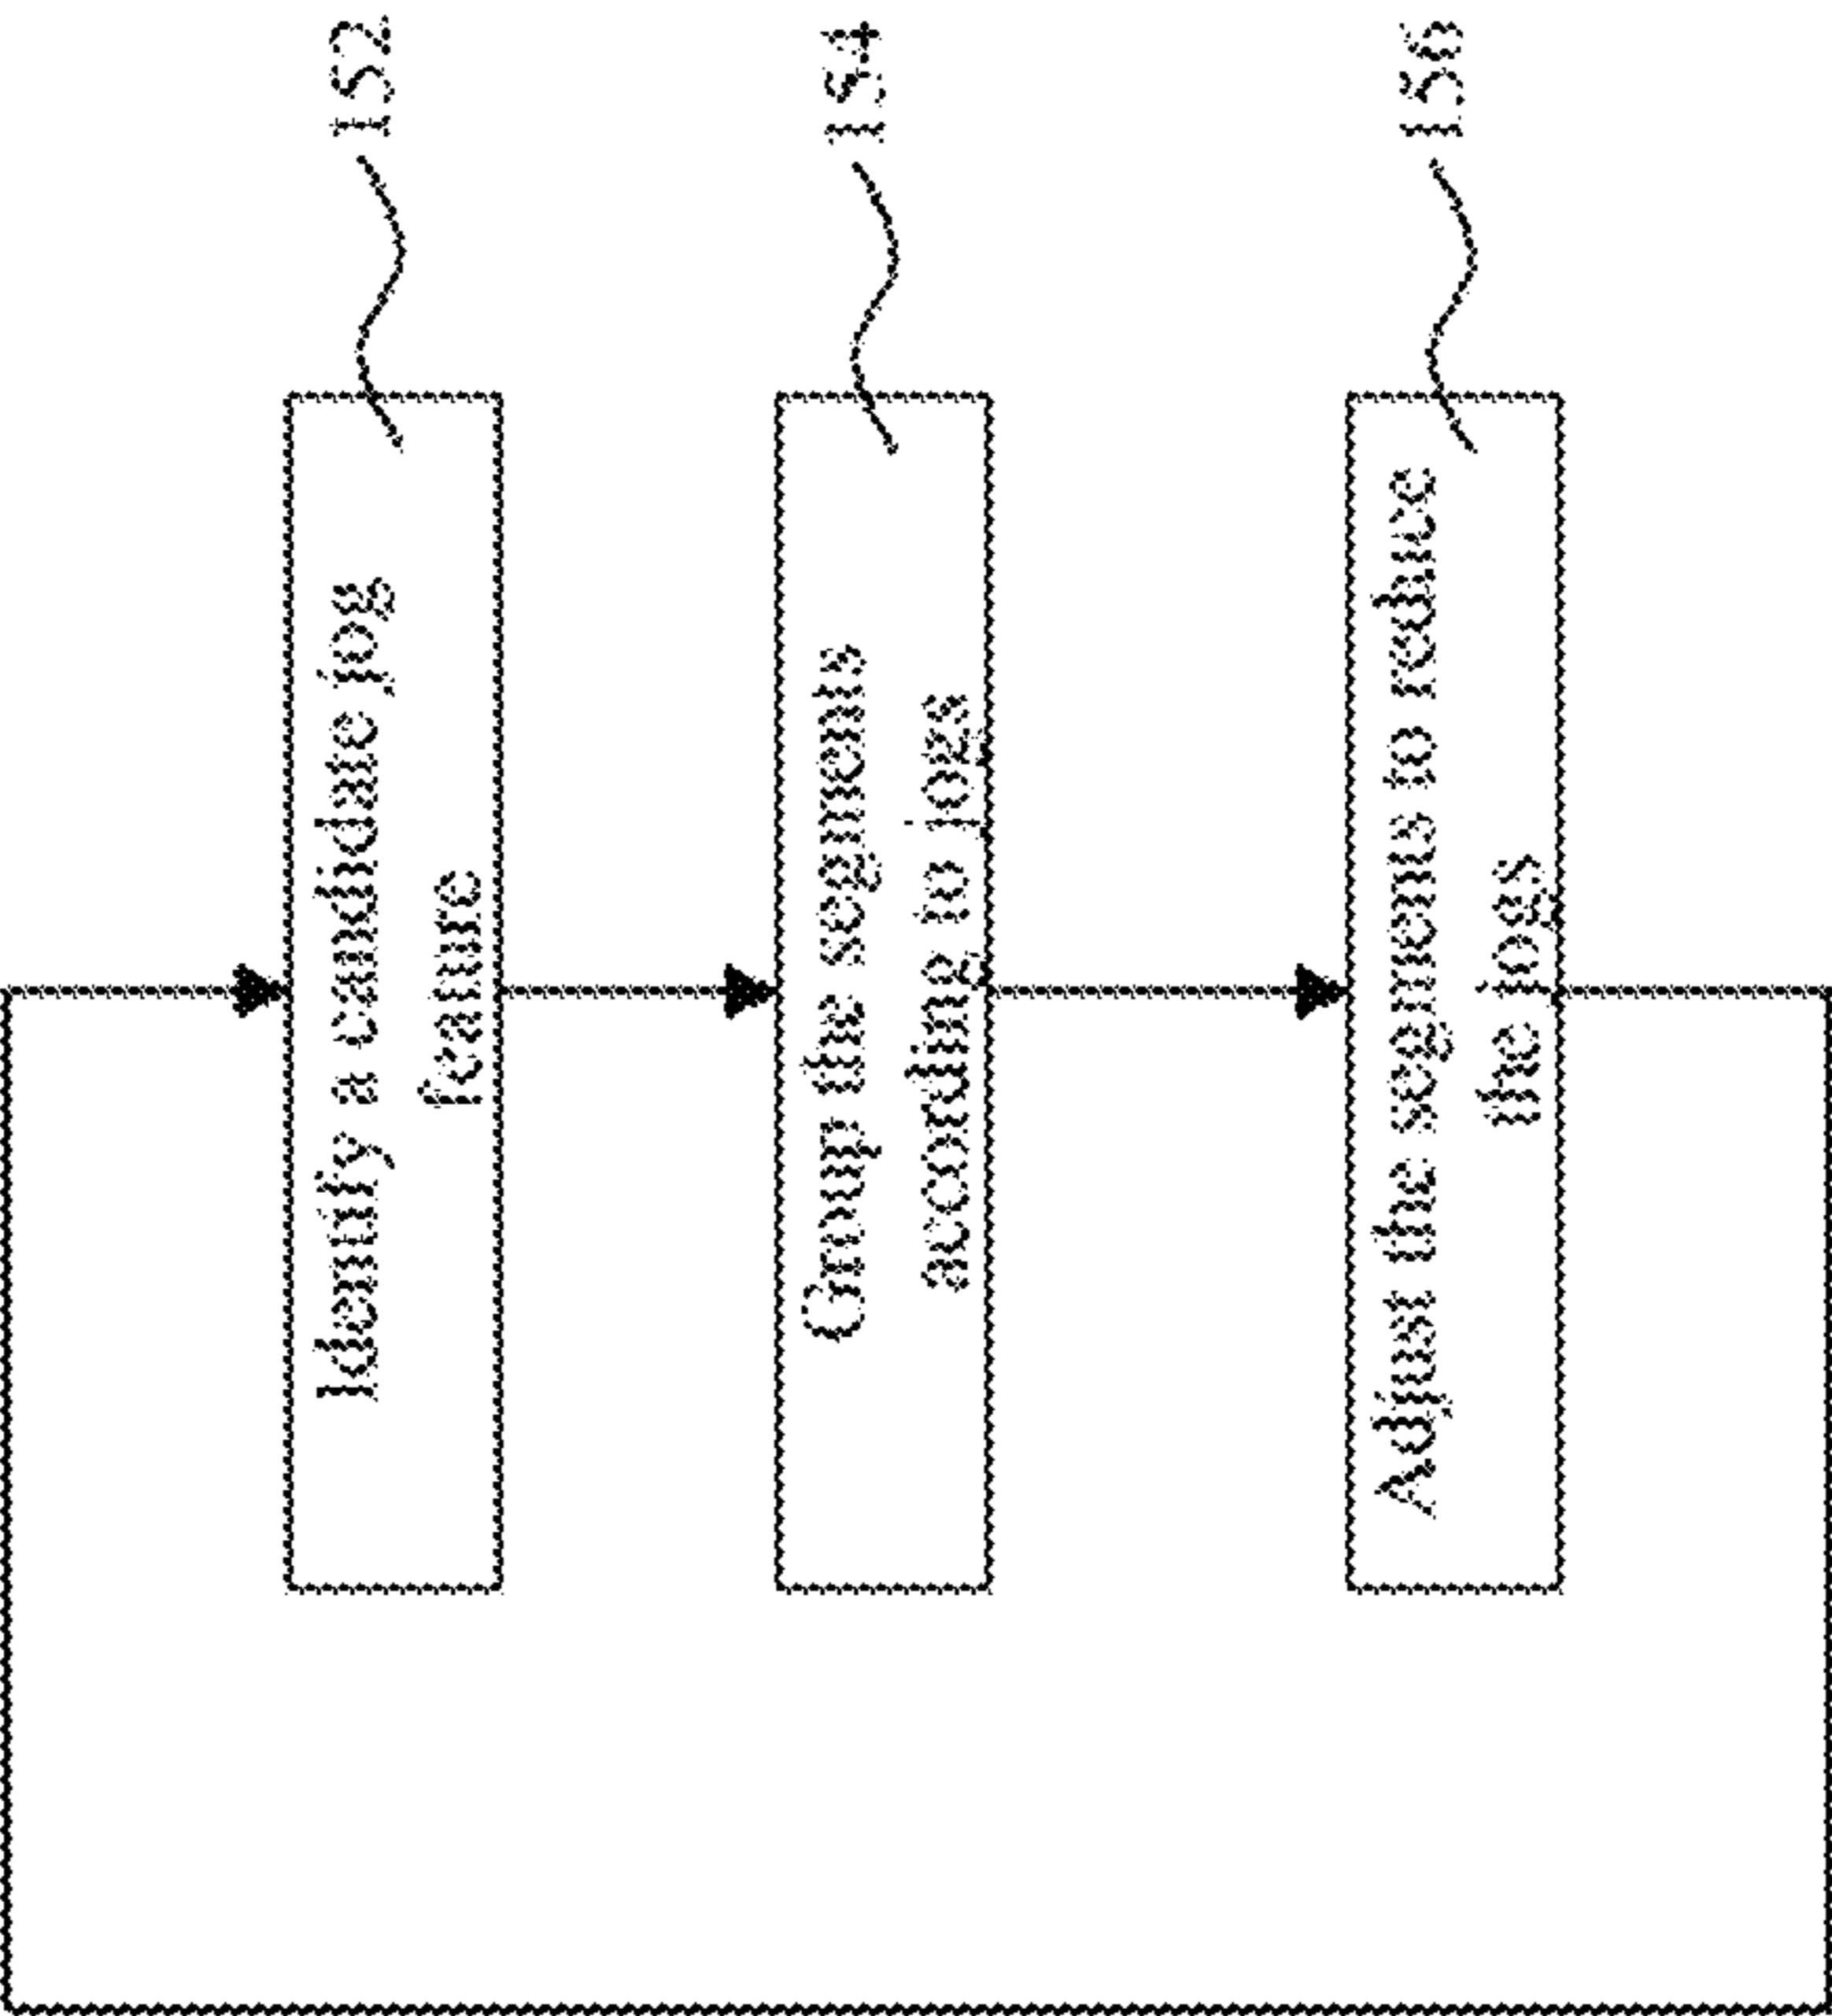 Identify a candidate jog
feature
152
Group the segments
according to jogs
154
Adjust the segments to reduce
the jogs
156